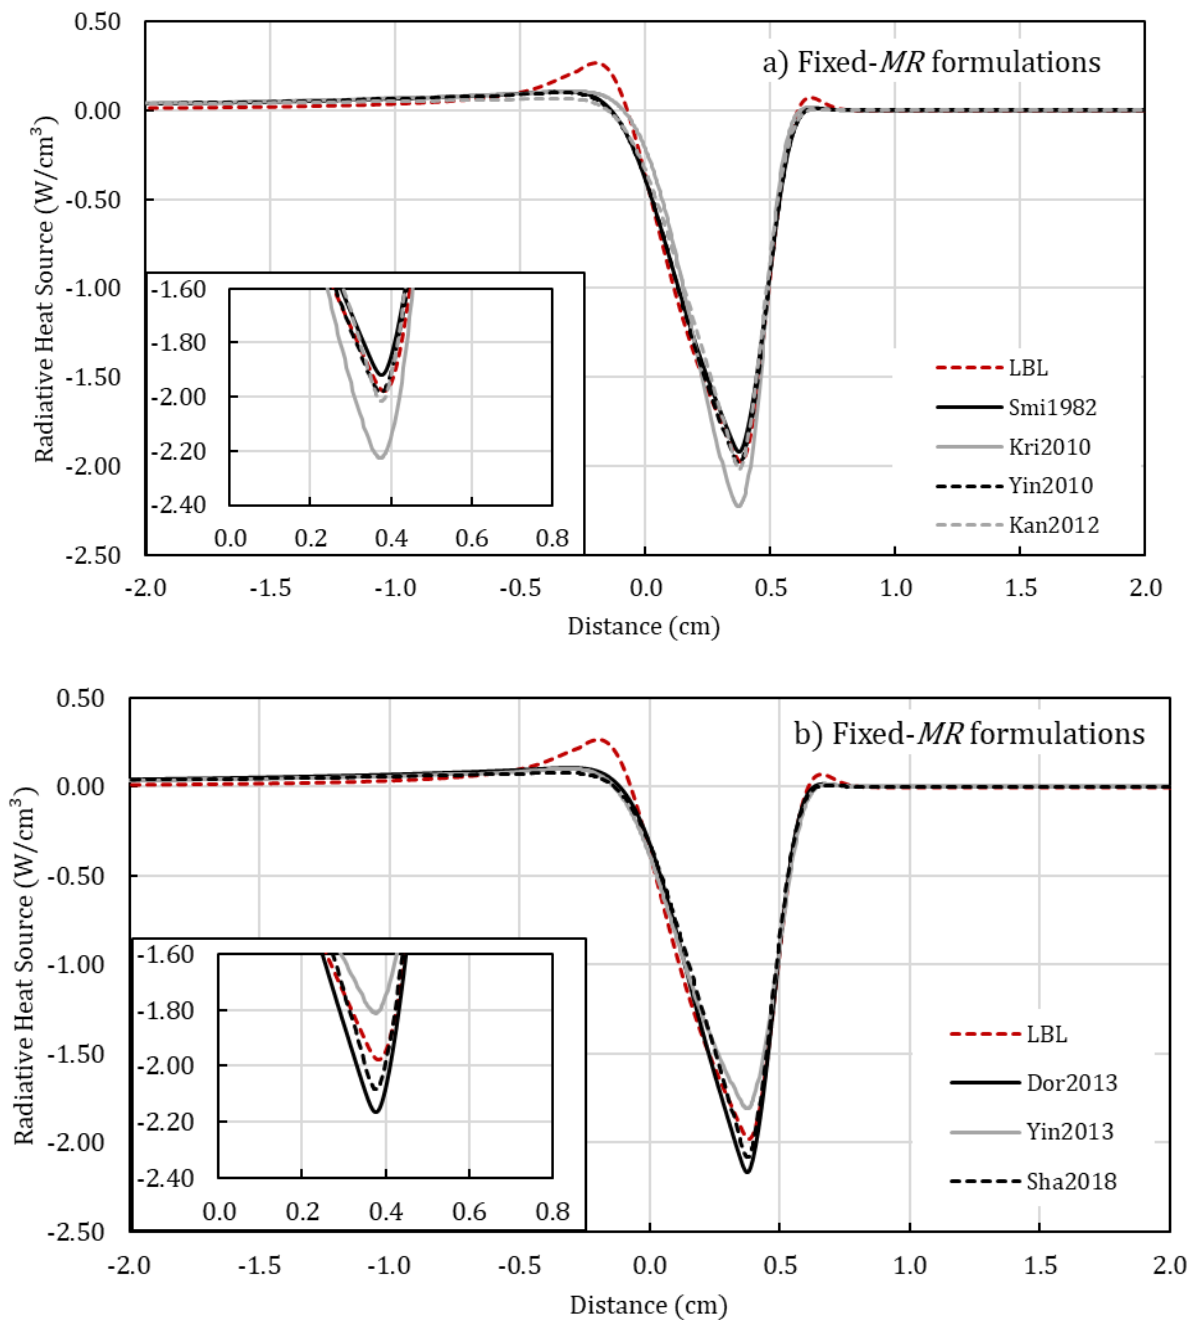 a) Fixed-MR formulations
Radiative Heat Source (W/cm³)
0.50
0.00
-0.50
-1.00
-1.50
-2.00
-2.50
-1.60
-1.80
-2.00
-2.20
-2.40
0.0 0.2 0.4 0.6 0.8
LBL
Smi1982
Kri2010
Yin2010
Kan2012
-2.0 -1.5 -1.0 -0.5 0.0 0.5 1.0 1.5 2.0
Distance (cm)
b) Fixed-MR formulations
Radiative Heat Source (W/cm³)
0.50
0.00
-0.50
-1.00
-1.50
-2.00
-2.50
-1.60
-1.80
-2.00
-2.20
-2.40
0.0 0.2 0.4 0.6 0.8
LBL
Dor2013
Yin2013
Sha2018
-2.0 -1.5 -1.0 -0.5 0.0 0.5 1.0 1.5 2.0
Distance (cm)